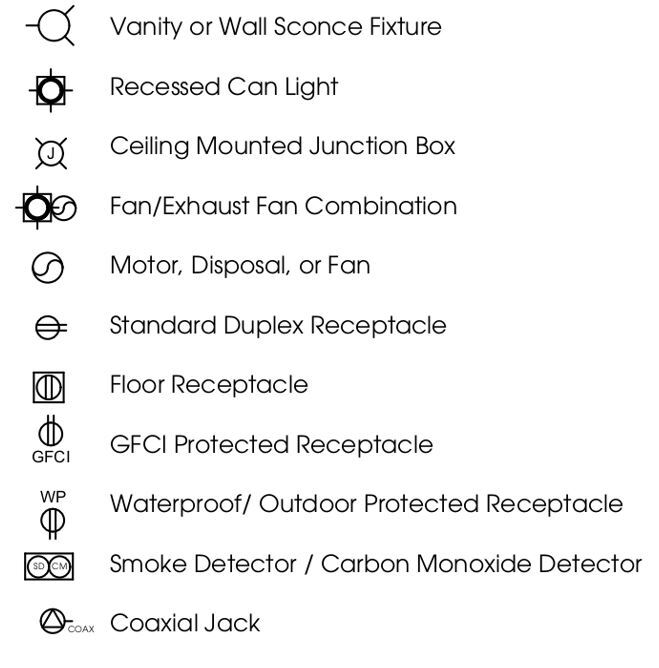 Vanity or Wall Sconce Fixture
Recessed Can Light
J Ceiling Mounted Junction Box
Fan/Exhaust Fan Combination
Motor, Disposal, or Fan
Standard Duplex Receptacle
Floor Receptacle
GFCI GFCI Protected Receptacle
WP Waterproof/ Outdoor Protected Receptacle
SD CM Smoke Detector / Carbon Monoxide Detector
COAX Coaxial Jack